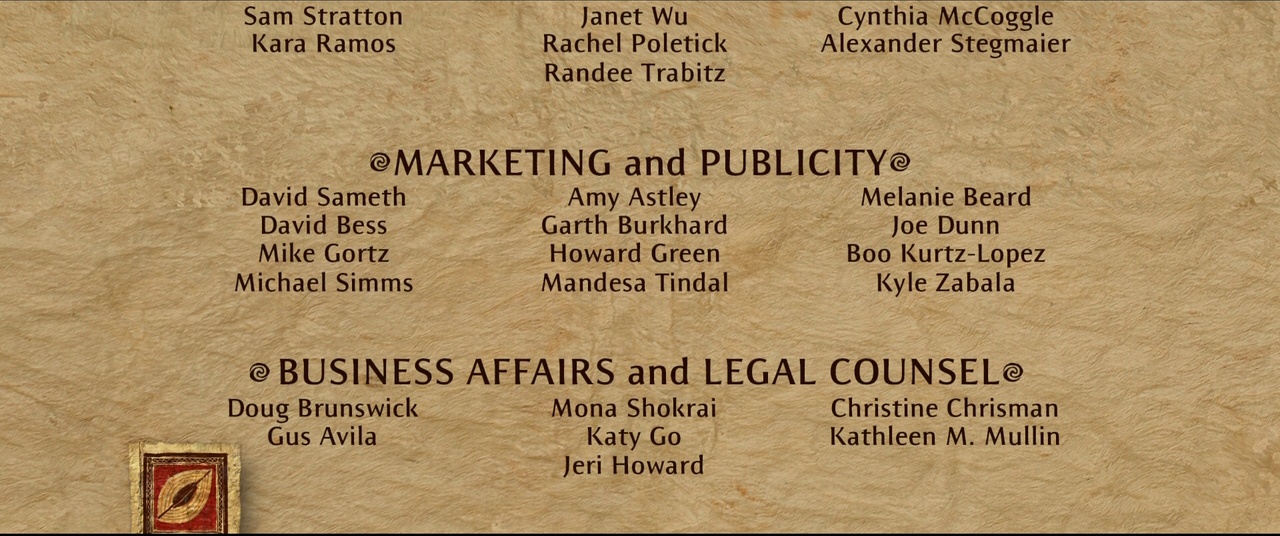 Sam Stratton Janet Wu Cynthia McCoggle
Kara Ramos Rachel Poletick Alexander Stegmaier
Randee Trabitz
MARKETING and PUBLICITY
David Sameth Amy Astley Melanie Beard
David Bess Garth Burkhard Joe Dunn
Mike Gortz Howard Green Boo Kurtz-Lopez
Michael Simms Mandesa Tindal Kyle Zabala
BUSINESS AFFAIRS and LEGAL COUNSEL
Doug Brunswick Mona Shokrai Christine Chrisman
Gus Avila Katy Go Kathleen M. Mullin
Jeri Howard